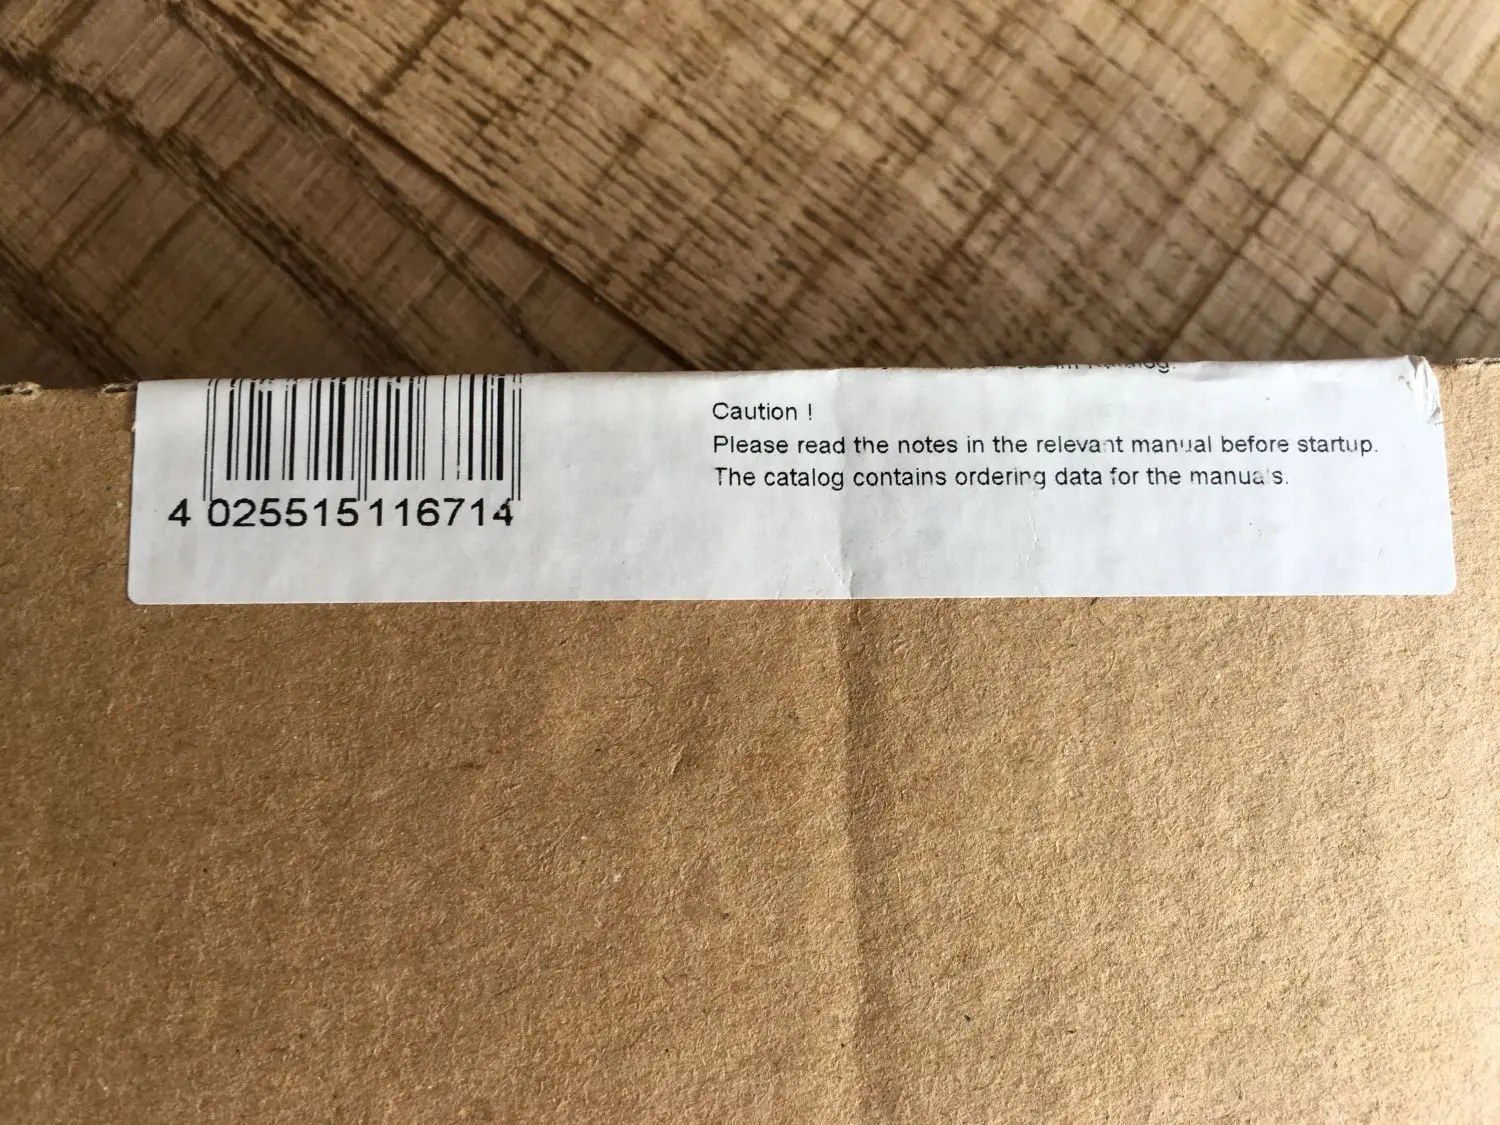 Katalog.
Caution !
Please read the notes in the relevant manual before startup.
The catalog contains ordering data for the manuals.
4 025515 116714